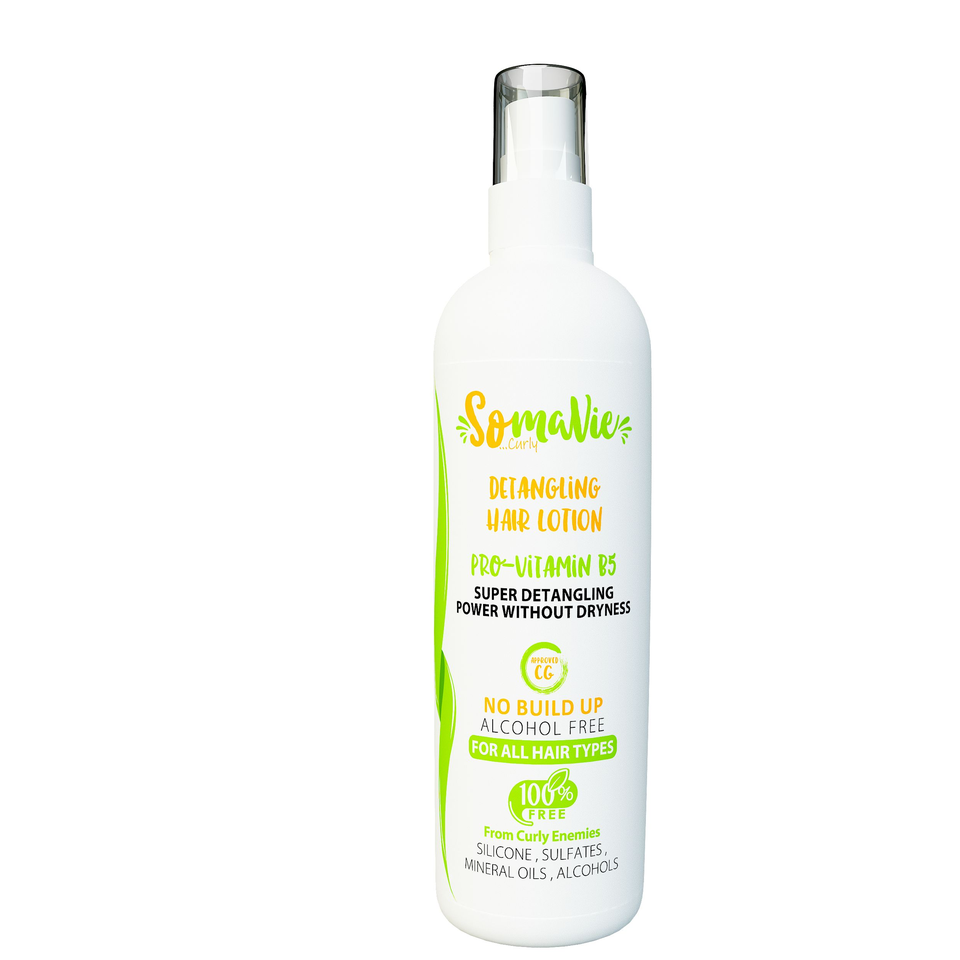 SomaVie
...Curly
DETANGLING
HAIR LOTION
PRO-VITAMIN B5
SUPER DETANGLING
POWER WITHOUT DRYNESS
APPROVED
CG
NO BUILD UP
ALCOHOL FREE
FOR ALL HAIR TYPES
100%
FREE
From Curly Enemies
SILICONE , SULFATES ,
MINERAL OILS , ALCOHOLS